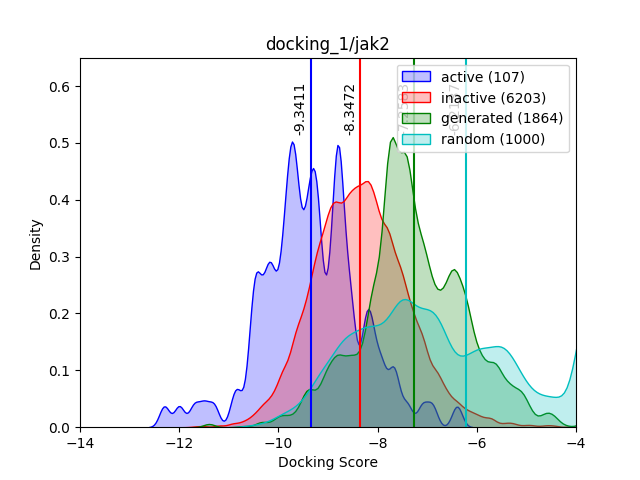 docking_1/jak2
active (107)
inactive (6203)
generated (1864)
random (1000)
-9.3411
-8.3472
Density
0.6
0.5
0.4
0.3
0.2
0.1
0.0
−14
−12
−10
−8
−6
−4
Docking Score